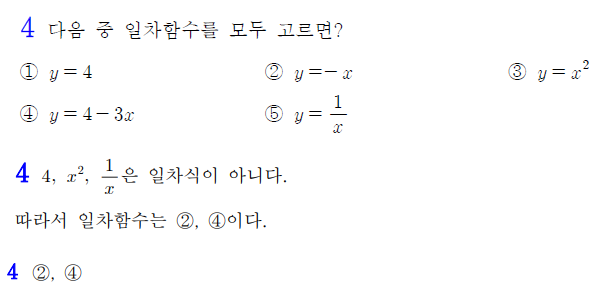 4 다음 중 일차함수를 모두 고르면?
① y = 4 ② y = − x ③ y = x²
④ y = 4 − 3x ⑤ y = 1/x
4 4, x², 1/x은 일차식이 아니다.
따라서 일차함수는 ②, ④이다.
4 ②, ④